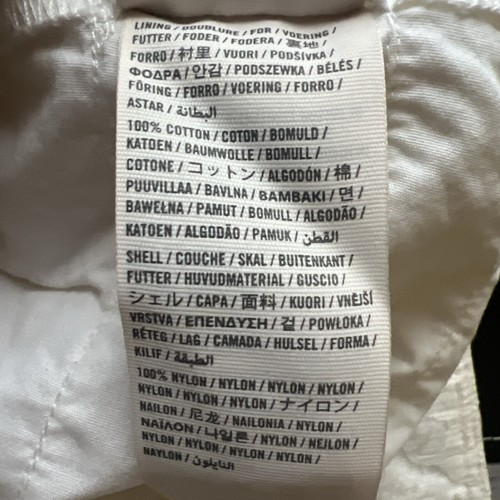 LINING / DOUBLURE / FOR / VOERING /
FUTTER / FODER / FODERA / 裏地 /
FORRO / 村里 / VUORI / PODŠÍVKA /
ΦΟΔΡΑ / 안감 / PODSZEWKA / BÉLÉS /
FÔRING / FORRO / VOERING / FORRO /
ASTAR / البطانة /
100% COTTON / COTON / BOMULD /
KATOEN / BAUMWOLLE / BOMULL /
COTONE / コットン / ALGODÓN / 棉 /
PUUVILLAA / BAVLNA / BAMBAKI / 면 /
BAWEŁNA / PAMUT / BOMULL / ALGODÃO /
KATOEN / ALGODÃO / PAMUK / القطن /
SHELL / COUCHE / SKAL / BUITENKANT /
FUTTER / HUVUDMATERIAL / GUSCIO /
シェル / CAPA / 面料 / KUORI / VNĚJŠÍ
VRSTVA / ΕΠΕΝΔΥΣΗ / 겉 / POWŁOKA /
RÉTEG / LAG / CAMADA / HULSEL / FORMA /
KILIF / الطبقة /
100% NYLON / NYLON / NYLON /
NYLON / NYLON / NYLON / ナイロン /
NAILON / 尼龙 / NAILONIA / NYLON /
ΝΑΪΛΟΝ / 나일론 / NYLON / NEJLON /
NYLON / NYLON / NYLON / NYLON /
NAYLON / النايلون /